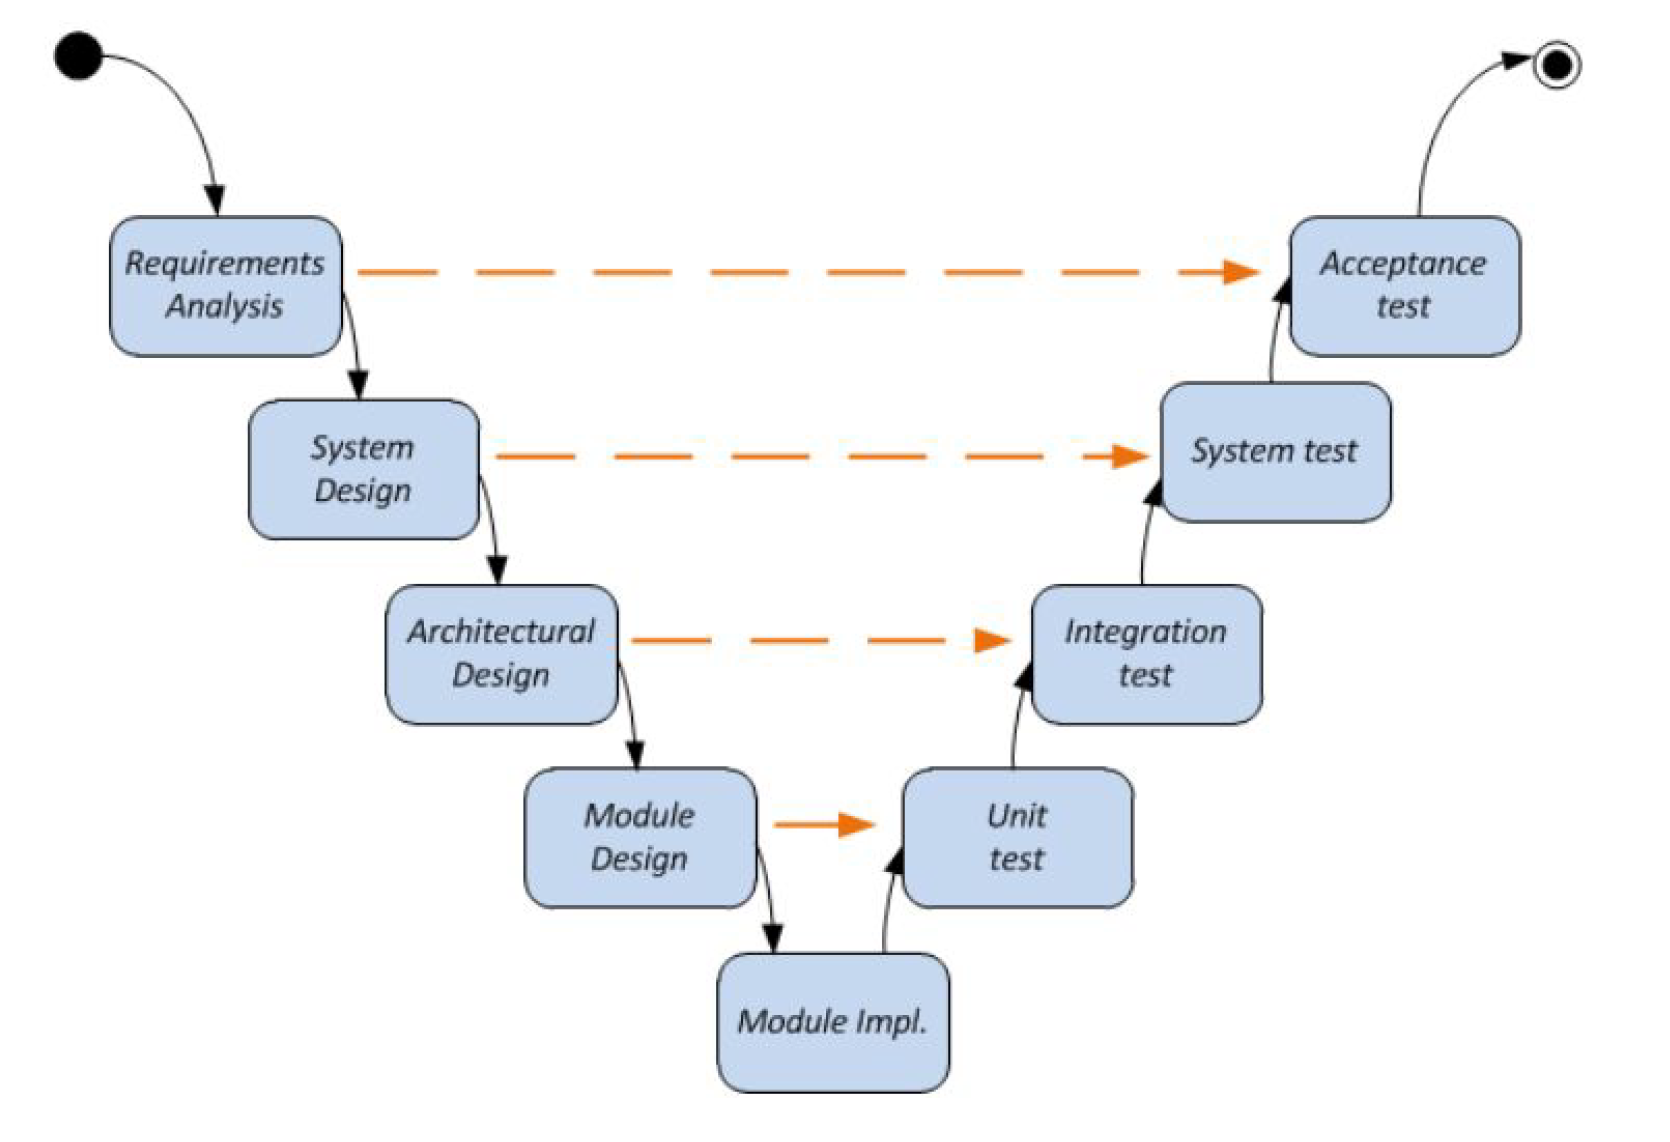 Requirements
Analysis
Acceptance
test
System
Design
System test
Architectural
Design
Integration
test
Module
Design
Unit
test
Module Impl.